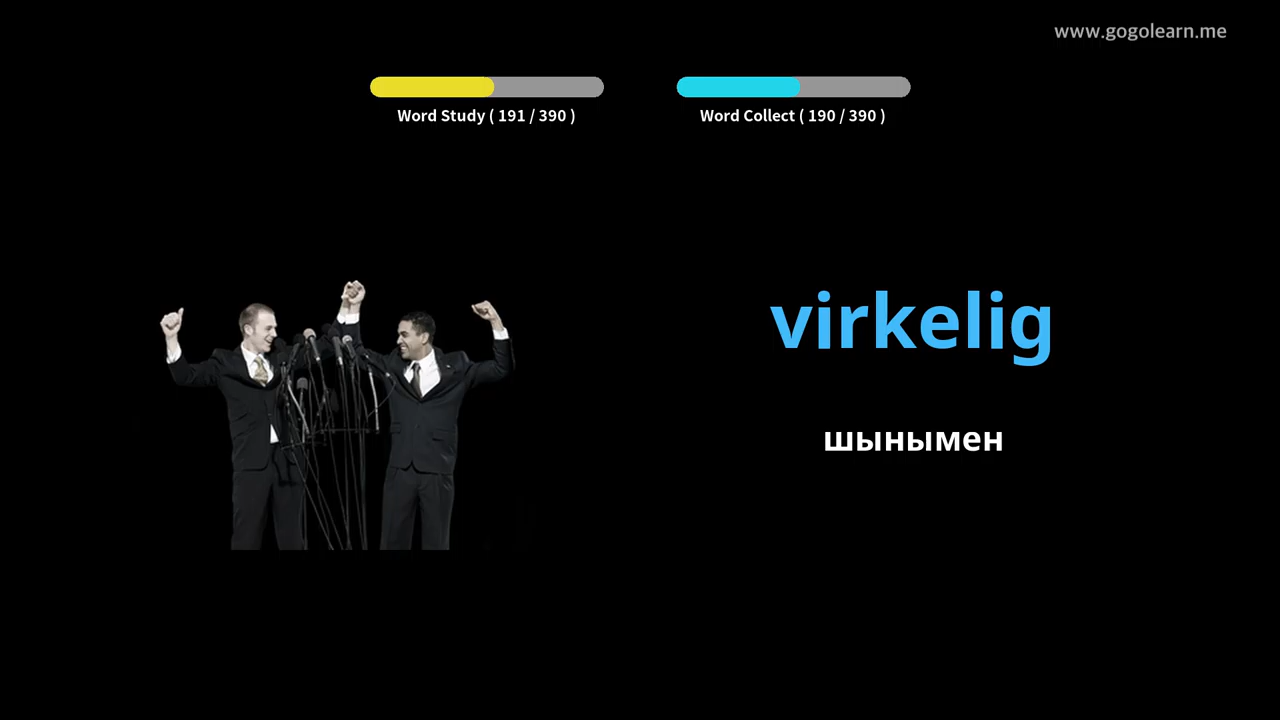 www.gogolearn.me
Word Study ( 191 / 390 )
Word Collect ( 190 / 390 )
virkelig
шынымен